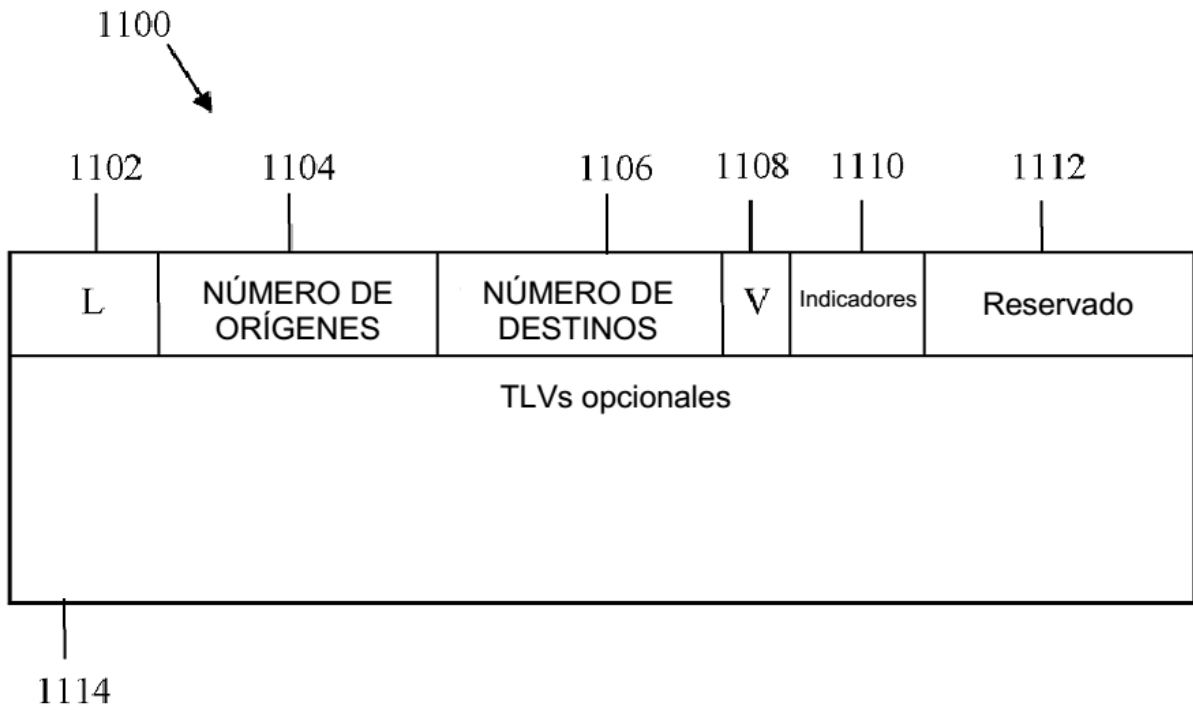 1100
1102
1104
1106
1108
1110
1112
L
NÚMERO DE
ORÍGENES
NÚMERO DE
DESTINOS
V
Indicadores
Reservado
TLVs opcionales
1114